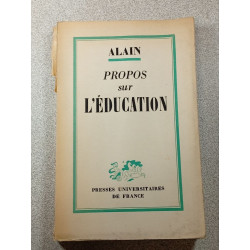 ALAIN
PROPOS
sur
L'ÉDUCATION
PRESSES UNIVERSITAIRES
DE FRANCE